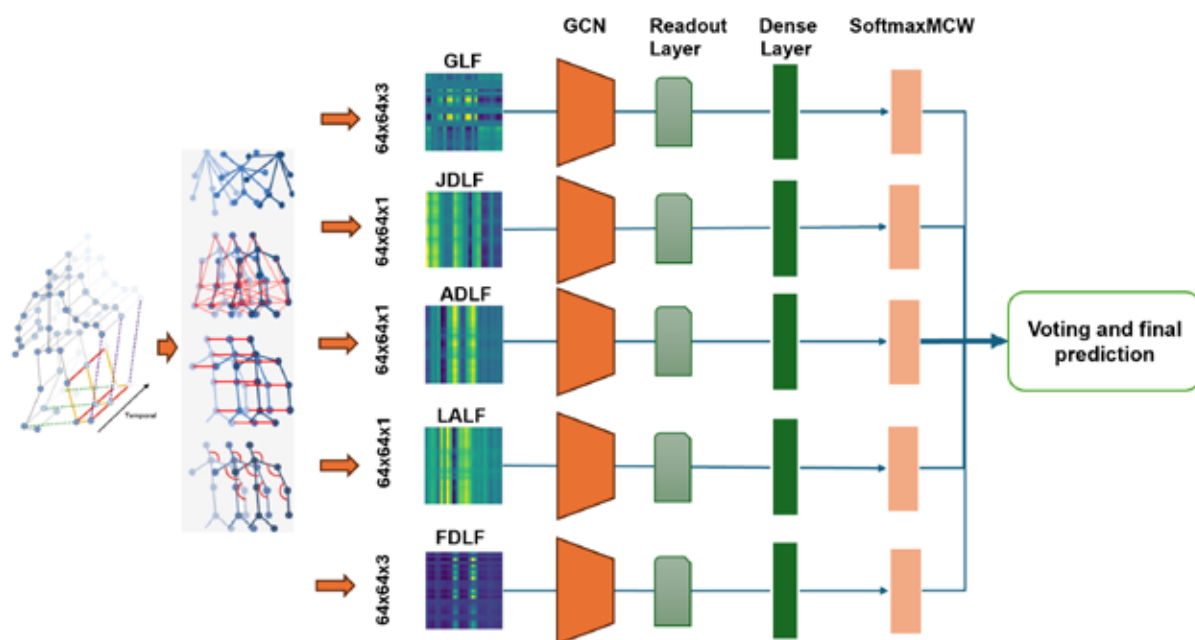 GCN
Readout
Layer
Dense
Layer
SoftmaxMCW
GLF
64x64x3
JDLF
64x64x1
ADLF
64x64x1
LALF
64x64x1
FDLF
64x64x3
Temporal
Voting and final
prediction